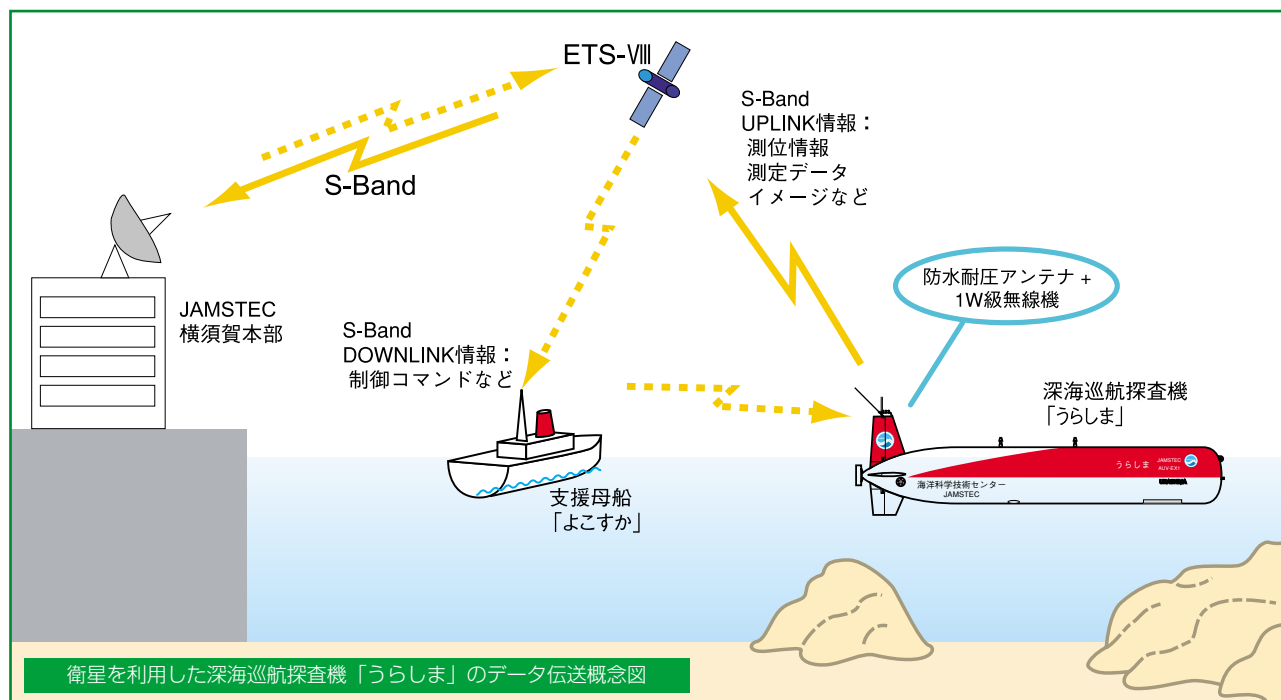 ETS-Ⅷ
S-Band
UPLINK情報：
測位情報
測定データ
イメージなど
S-Band
防水耐圧アンテナ +
1W級無線機
JAMSTEC
横須賀本部
S-Band
DOWNLINK情報：
制御コマンドなど
深海巡航探査機
「うらしま」
うらしま
JAMSTEC
AUV-EX1
URASHIMA
海洋科学技術センター
JAMSTEC
支援母船
「よこすか」
衛星を利用した深海巡航探査機「うらしま」のデータ伝送概念図